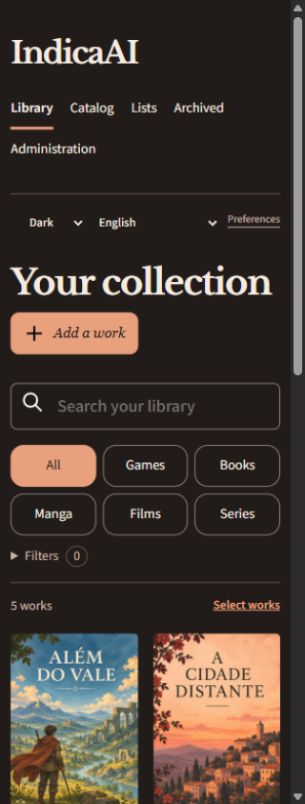 IndicaAI
Library Catalog Lists Archived
Administration
Dark English Preferences
Your collection
+ Add a work
Search your library
All Games Books
Manga Films Series
Filters 0
5 works Select works
ALÉM
DO VALE
A
CIDADE
DISTANTE